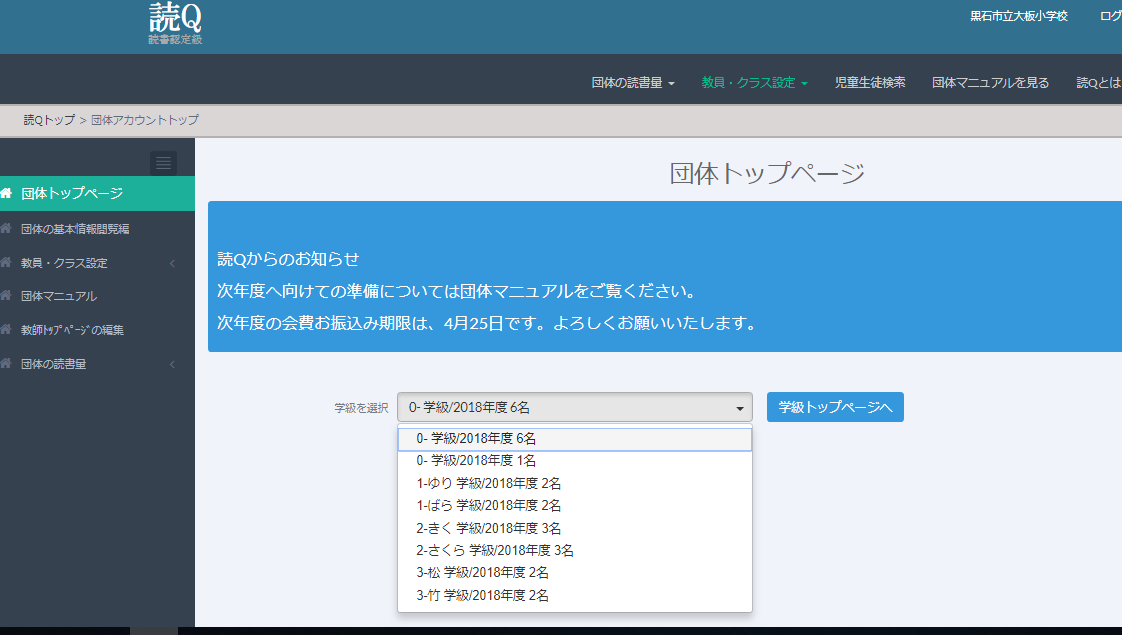 読Q
読書認定級
黒石市立大板小学校
ログ
団体の読書量
教員・クラス設定
児童生徒検索
団体マニュアルを見る
読Qとは
読Qトップ > 団体アカウントトップ
団体トップページ
団体の基本情報閲覧編
教員・クラス設定
団体マニュアル
教師ﾄｯﾌﾟﾍﾟｰｼﾞの編集
団体の読書量
団体トップページ
読Qからのお知らせ
次年度へ向けての準備については団体マニュアルをご覧ください。
次年度の会費お振込み期限は、4月25日です。よろしくお願いいたします。
学級を選択
0- 学級/2018年度 6名
学級トップページへ
0- 学級/2018年度 6名
0- 学級/2018年度 1名
1-ゆり 学級/2018年度 2名
1-ばら 学級/2018年度 2名
2-きく 学級/2018年度 3名
2-さくら 学級/2018年度 3名
3-松 学級/2018年度 2名
3-竹 学級/2018年度 2名